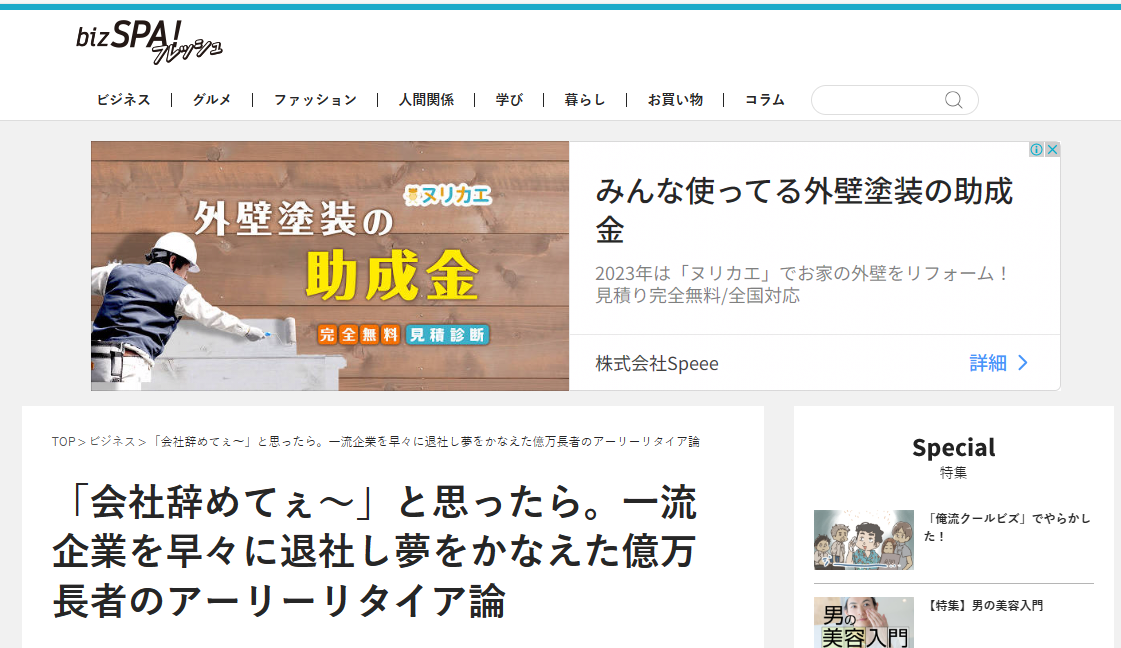 bizSPA!
フレッシュ
ビジネス | グルメ | ファッション | 人間関係 | 学び | 暮らし | お買い物 | コラム
ヌリカエ
外壁塗装の
助成金
完全無料 見積診断
みんな使ってる外壁塗装の助成
金
2023年は「ヌリカエ」でお家の外壁をリフォーム！
見積り完全無料/全国対応
株式会社Speee
詳細
TOP > ビジネス > 「会社辞めてぇ〜」と思ったら。一流企業を早々に退社し夢をかなえた億万長者のアーリーリタイア論
「会社辞めてぇ〜」と思ったら。一流
企業を早々に退社し夢をかなえた億万
長者のアーリーリタイア論
Special
特集
「俺流クールビズ」でやらかし
た！
男の
美容入門
【特集】男の美容入門